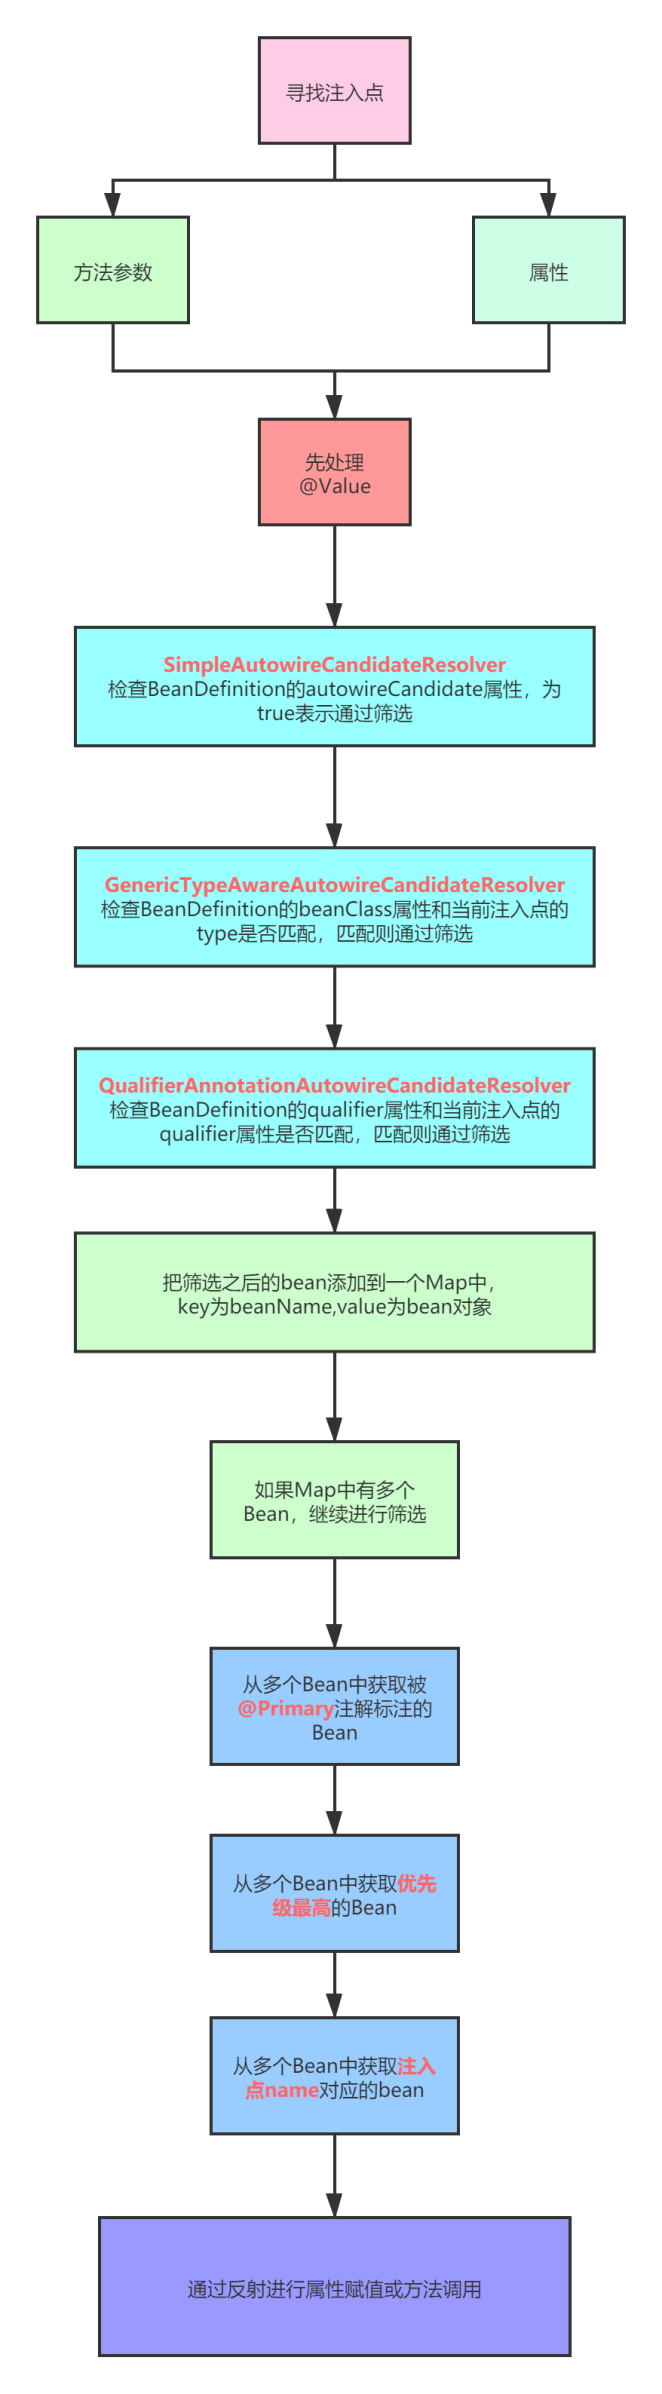 寻找注入点
方法参数
属性
先处理
@Value
SimpleAutowireCandidateResolver
检查BeanDefinition的autowireCandidate属性，为
true表示通过筛选
GenericTypeAwareAutowireCandidateResolver
检查BeanDefinition的beanClass属性和当前注入点的
type是否匹配，匹配则通过筛选
QualifierAnnotationAutowireCandidateResolver
检查BeanDefinition的qualifier属性和当前注入点的
qualifier属性是否匹配，匹配则通过筛选
把筛选之后的bean添加到一个Map中，
key为beanName,value为bean对象
如果Map中有多个
Bean，继续进行筛选
从多个Bean中获取被
@Primary注解标注的
Bean
从多个Bean中获取优先
级最高的Bean
从多个Bean中获取注入
点name对应的bean
通过反射进行属性赋值或方法调用